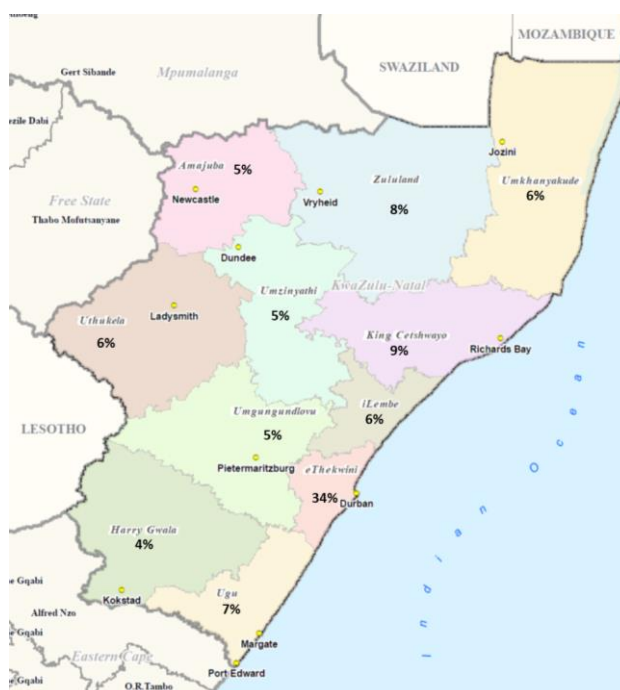 MOZAMBIQUE
SWAZILAND
Gert Sibande
Mpumalanga
Free State
Thabo Mofutsanyane
Amajuba
5%
Newcastle
Vryheid
Zululand
8%
Jozini
Umkhanyakude
6%
Dundee
Umzinyathi
5%
KwaZulu-Natal
Ladysmith
Uthukela
6%
King Cetshwayo
9%
Richards Bay
Umgungundlovu
5%
Pietermaritzburg
iLembe
6%
eThekwini
34%
Durban
LESOTHO
Harry Gwala
4%
Kokstad
Ugu
7%
Margate
Port Edward
Alfred Nzo
Eastern Cape
O.R.Tambo
Indian Ocean